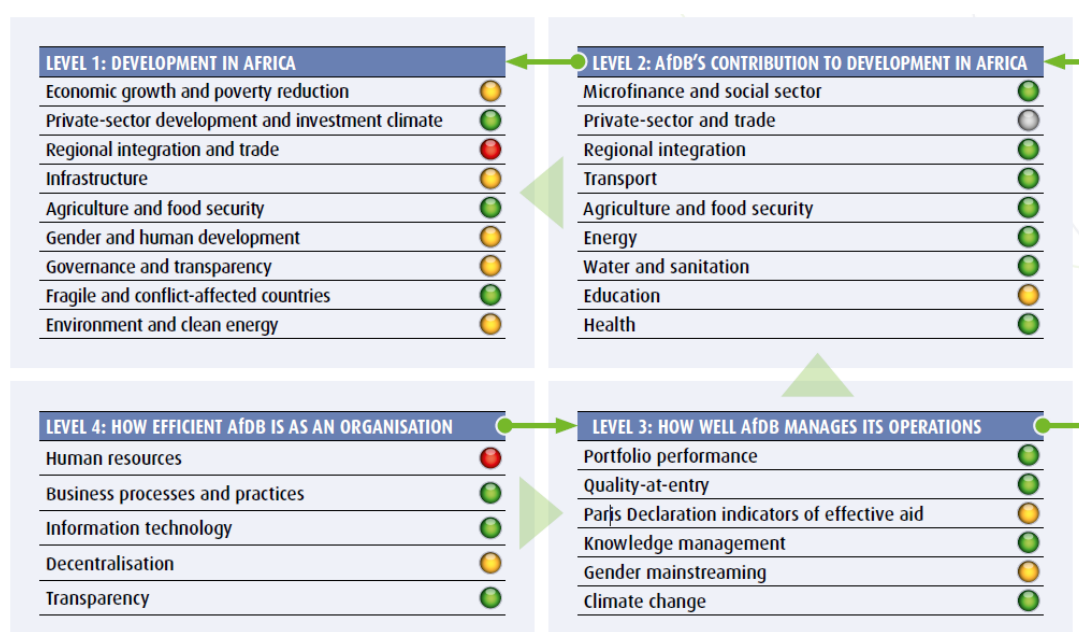 LEVEL 1: DEVELOPMENT IN AFRICA
Economic growth and poverty reduction
Private-sector development and investment climate
Regional integration and trade
Infrastructure
Agriculture and food security
Gender and human development
Governance and transparency
Fragile and conflict-affected countries
Environment and clean energy
LEVEL 2: AfDB'S CONTRIBUTION TO DEVELOPMENT IN AFRICA
Microfinance and social sector
Private-sector and trade
Regional integration
Transport
Agriculture and food security
Energy
Water and sanitation
Education
Health
LEVEL 4: HOW EFFICIENT AfDB IS AS AN ORGANISATION
Human resources
Business processes and practices
Information technology
Decentralisation
Transparency
LEVEL 3: HOW WELL AfDB MANAGES ITS OPERATIONS
Portfolio performance
Quality-at-entry
Paris Declaration indicators of effective aid
Knowledge management
Gender mainstreaming
Climate change